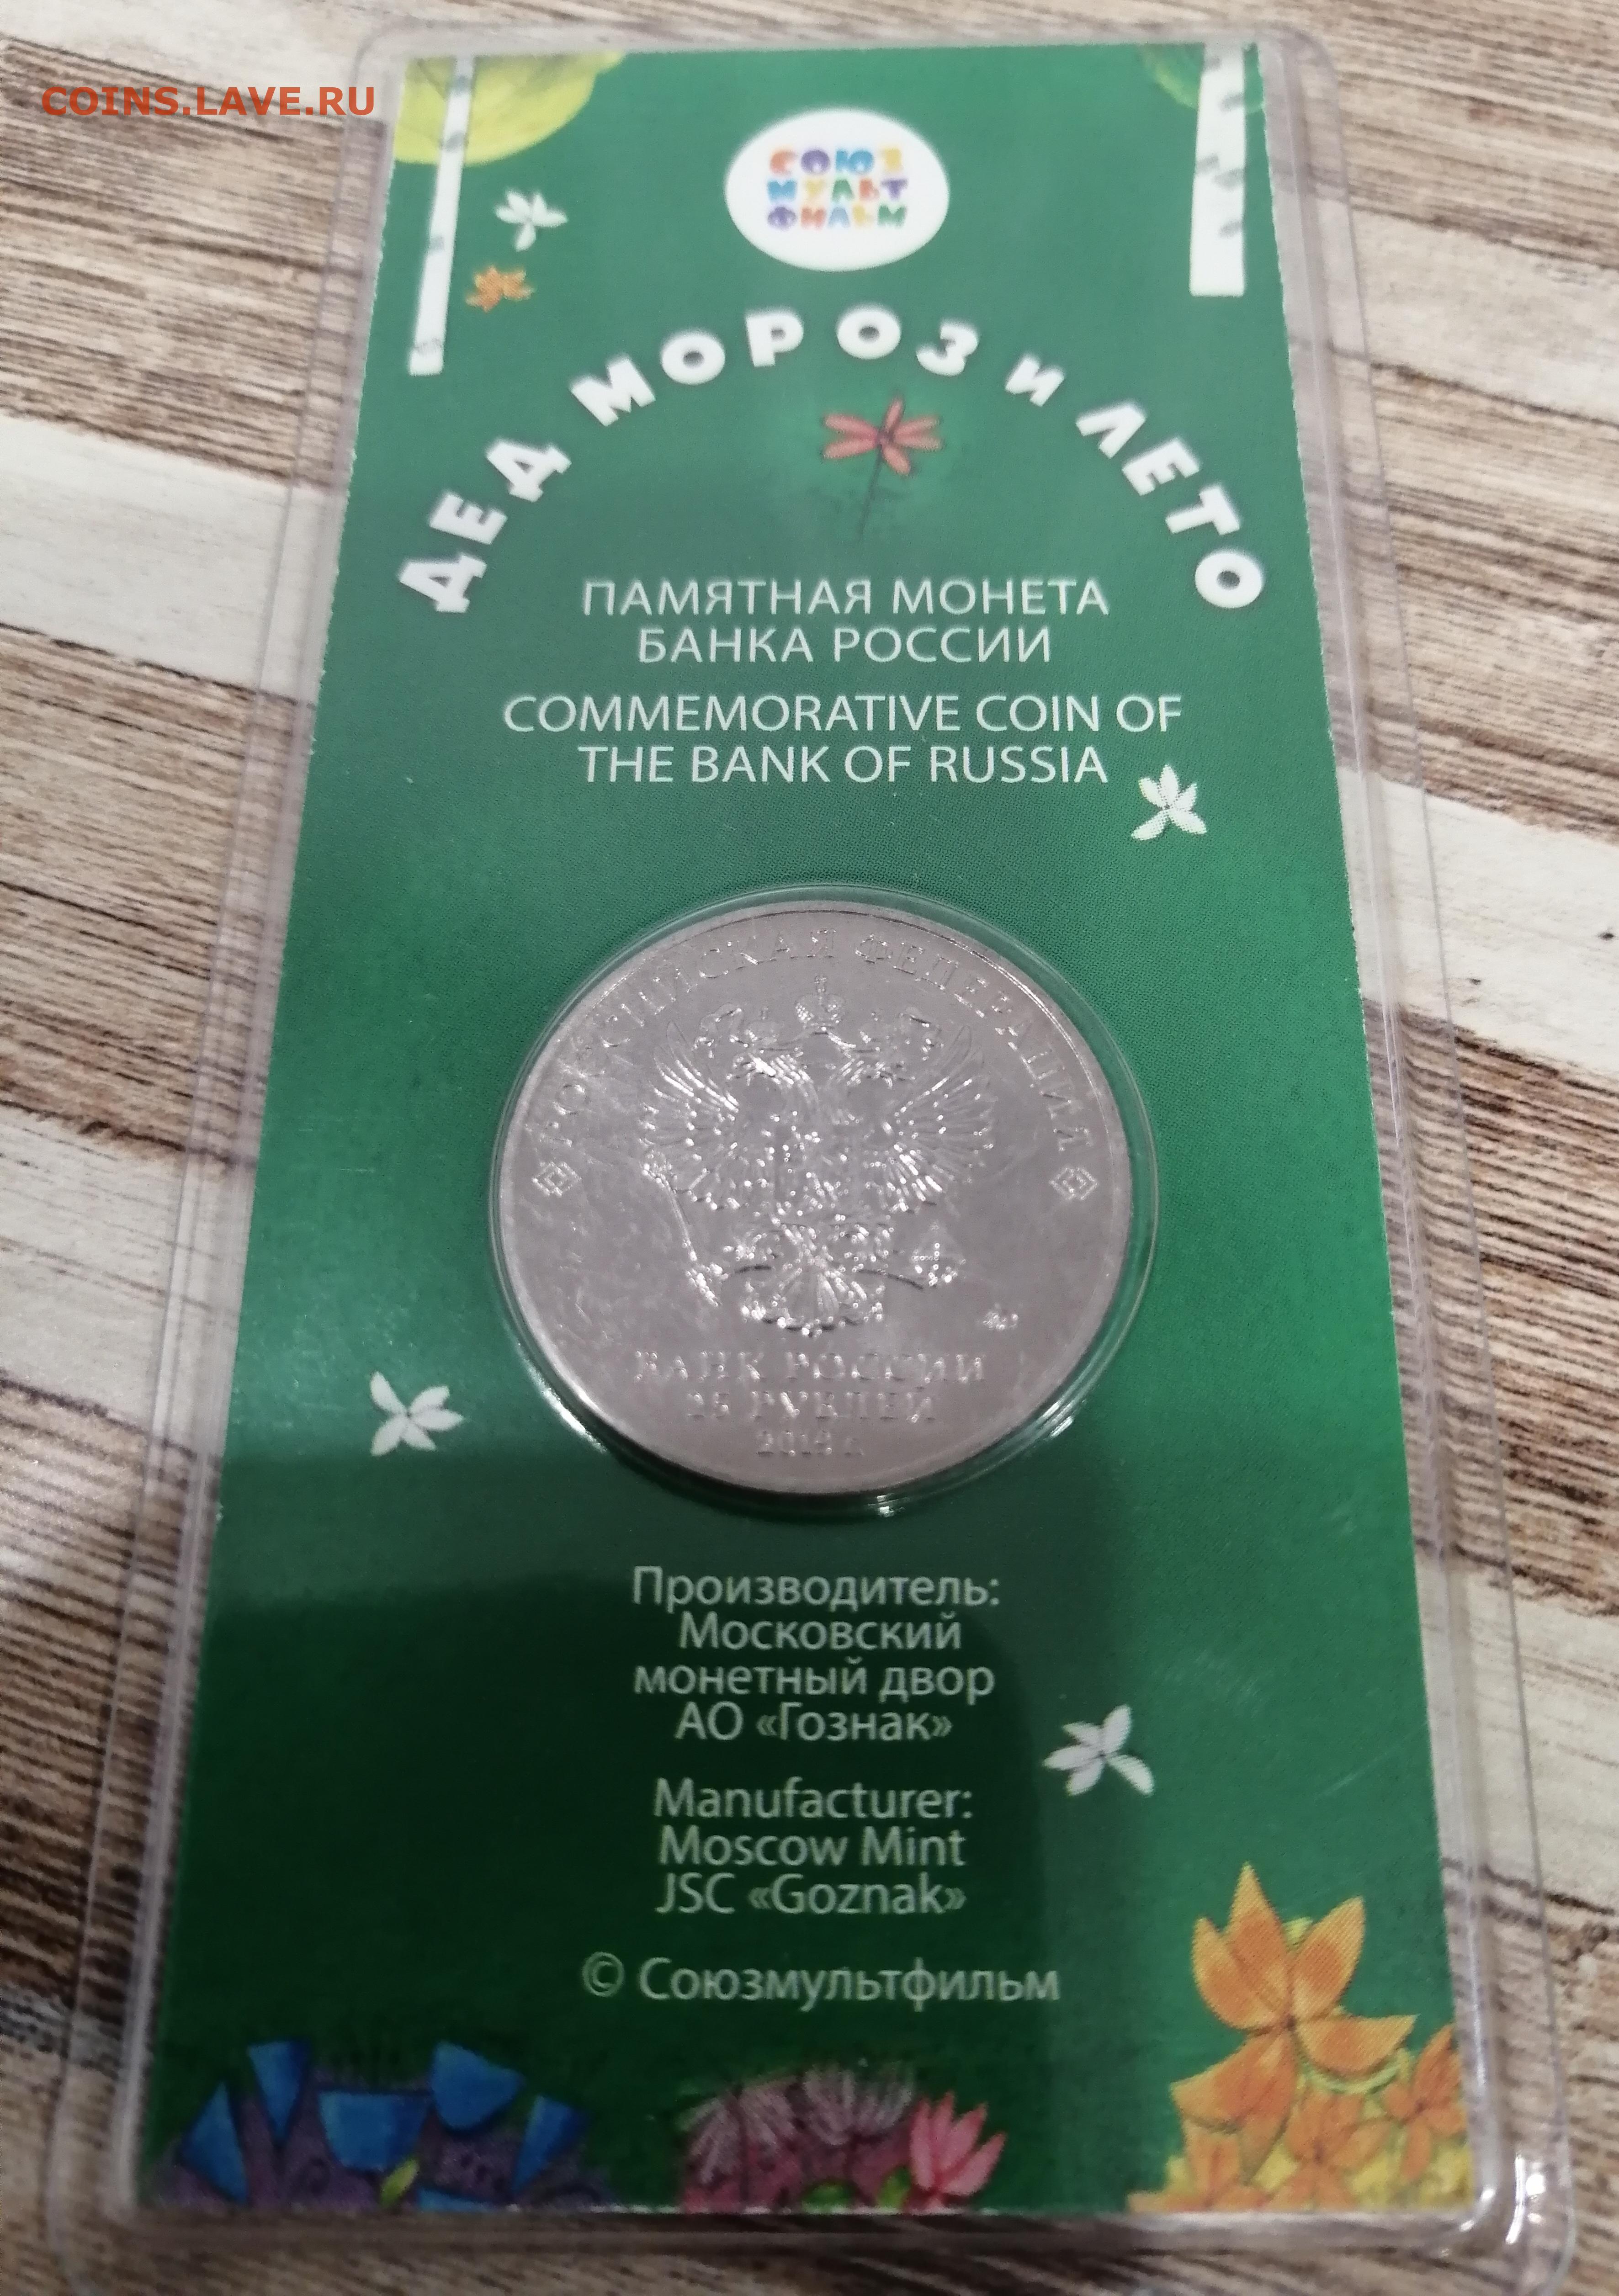 COINS.LAVE.RU
СОЮЗ
МУЛЬТ
ФИЛЬМ
ДЕД МОРОЗ И ЛЕТО
ПАМЯТНАЯ МОНЕТА
БАНКА РОССИИ
COMMEMORATIVE COIN OF
THE BANK OF RUSSIA
РОССИЙСКАЯ ФЕДЕРАЦИЯ
БАНК РОССИИ
25 РУБЛЕЙ
2019 г.
Производитель:
Московский
монетный двор
АО «Гознак»
Manufacturer:
Moscow Mint
JSC «Goznak»
© Союзмультфильм